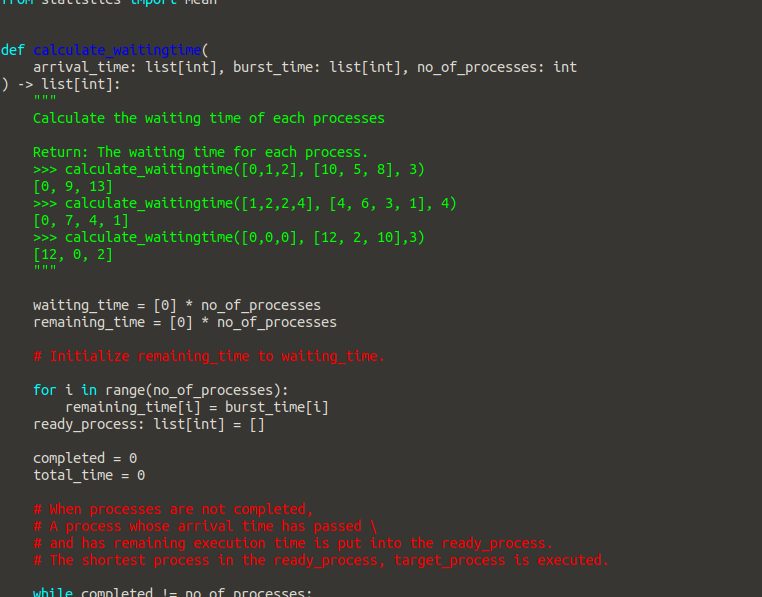 from statistics import mean
def calculate_waitingtime(
    arrival_time: list[int], burst_time: list[int], no_of_processes: int
) -> list[int]:
    """
    Calculate the waiting time of each processes

    Return: The waiting time for each process.
    >>> calculate_waitingtime([0,1,2], [10, 5, 8], 3)
    [0, 9, 13]
    >>> calculate_waitingtime([1,2,2,4], [4, 6, 3, 1], 4)
    [0, 7, 4, 1]
    >>> calculate_waitingtime([0,0,0], [12, 2, 10],3)
    [12, 0, 2]
    """

    waiting_time = [0] * no_of_processes
    remaining_time = [0] * no_of_processes

    # Initialize remaining_time to waiting_time.

    for i in range(no_of_processes):
        remaining_time[i] = burst_time[i]
    ready_process: list[int] = []

    completed = 0
    total_time = 0

    # When processes are not completed,
    # A process whose arrival time has passed \
    # and has remaining execution time is put into the ready_process.
    # The shortest process in the ready_process, target_process is executed.

    while completed != no_of_processes: